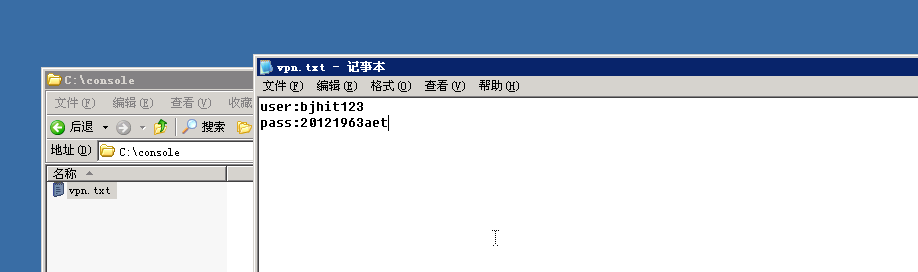 C:\console
文件(F) 编辑(E) 查看(V) 收藏
后退 搜索
地址(D) C:\console
名称
vpn.txt
vpn.txt - 记事本
文件(F) 编辑(E) 格式(O) 查看(V) 帮助(H)
user:bjhit123
pass:20121963aet